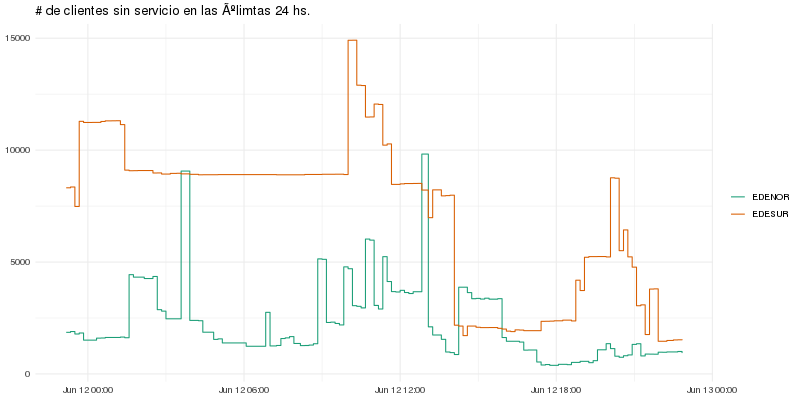 # de clientes sin servicio en las Ãºlimtas 24 hs.
15000
10000
5000
0
Jun 12 00:00
Jun 12 06:00
Jun 12 12:00
Jun 12 18:00
Jun 13 00:00
EDENOR
EDESUR